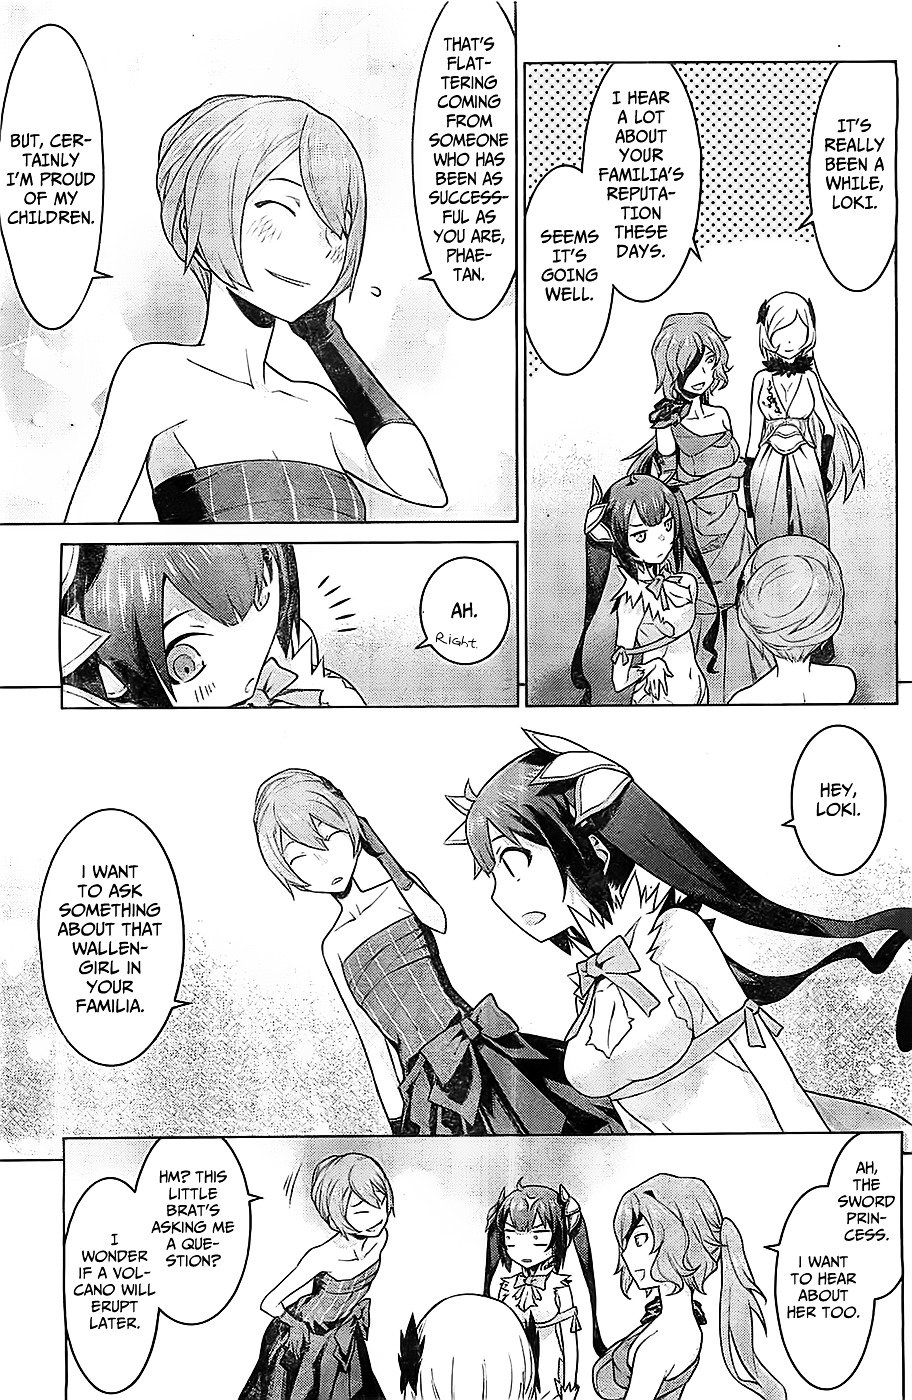 IT'S
REALLY
BEEN A
WHILE,
LOKI.
I HEAR
A LOT
ABOUT
YOUR
FAMILIA'S
REPUTA-
TION
THESE
DAYS.
SEEMS
IT'S
GOING
WELL.
THAT'S
FLAT-
TERING
COMING
FROM
SOMEONE
WHO HAS
BEEN AS
SUCCESS-
FUL AS
YOU ARE,
PHAE-
TAN.
BUT, CER-
TAINLY
I'M PROUD
OF MY
CHILDREN.
AH.
Right
HEY,
LOKI.
I WANT
TO ASK
SOMETHING
ABOUT THAT
WALLEN-
GIRL IN
YOUR
FAMILIA.
AH,
THE
SWORD
PRIN-
CESS.
I WANT
TO HEAR
ABOUT
HER TOO.
HM? THIS
LITTLE
BRAT'S
ASKING ME
A QUE-
STION?
I
WONDER
IF A VOL-
CANO WILL
ERUPT
LATER.